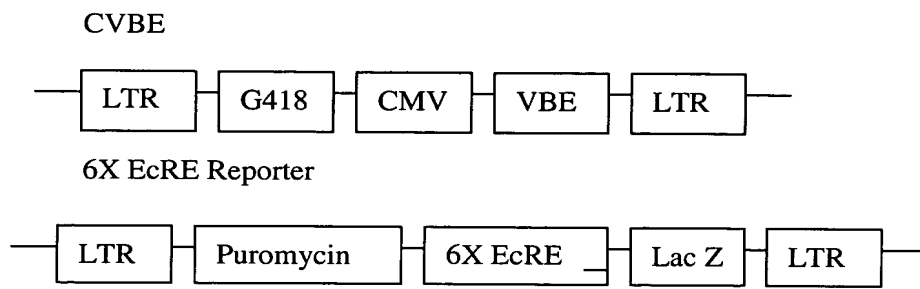 CVBE
LTR G418 CMV VBE LTR
6X EcRE Reporter
LTR Puromycin 6X EcRE Lac Z LTR